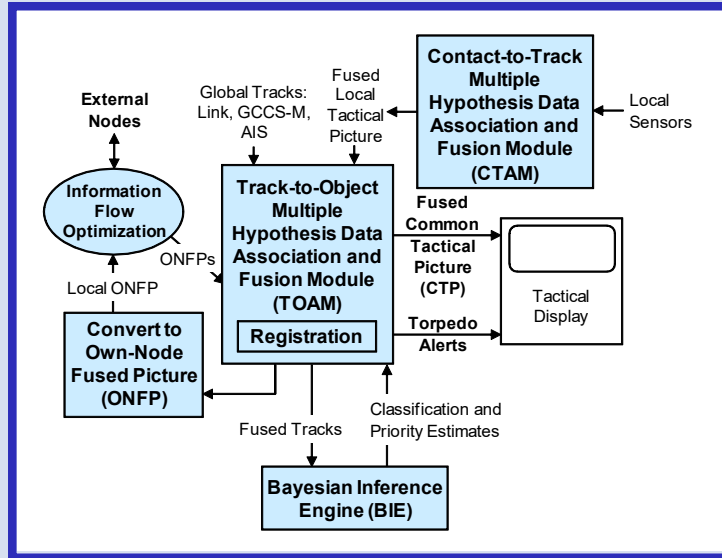 External
Nodes
Information
Flow
Optimization
Global Tracks:
Link, GCCS-M,
AIS
Fused
Local
Tactical
Picture
Contact-to-Track
Multiple
Hypothesis Data
Association and
Fusion Module
(CTAM)
Local
Sensors
ONFPs
Track-to-Object
Multiple
Hypothesis Data
Association and
Fusion Module
(TOAM)
Registration
Fused
Common
Tactical
Picture
(CTP)
Torpedo
Alerts
Tactical
Display
Local ONFP
Convert to
Own-Node
Fused Picture
(ONFP)
Fused Tracks
Classification and
Priority Estimates
Bayesian Inference
Engine (BIE)